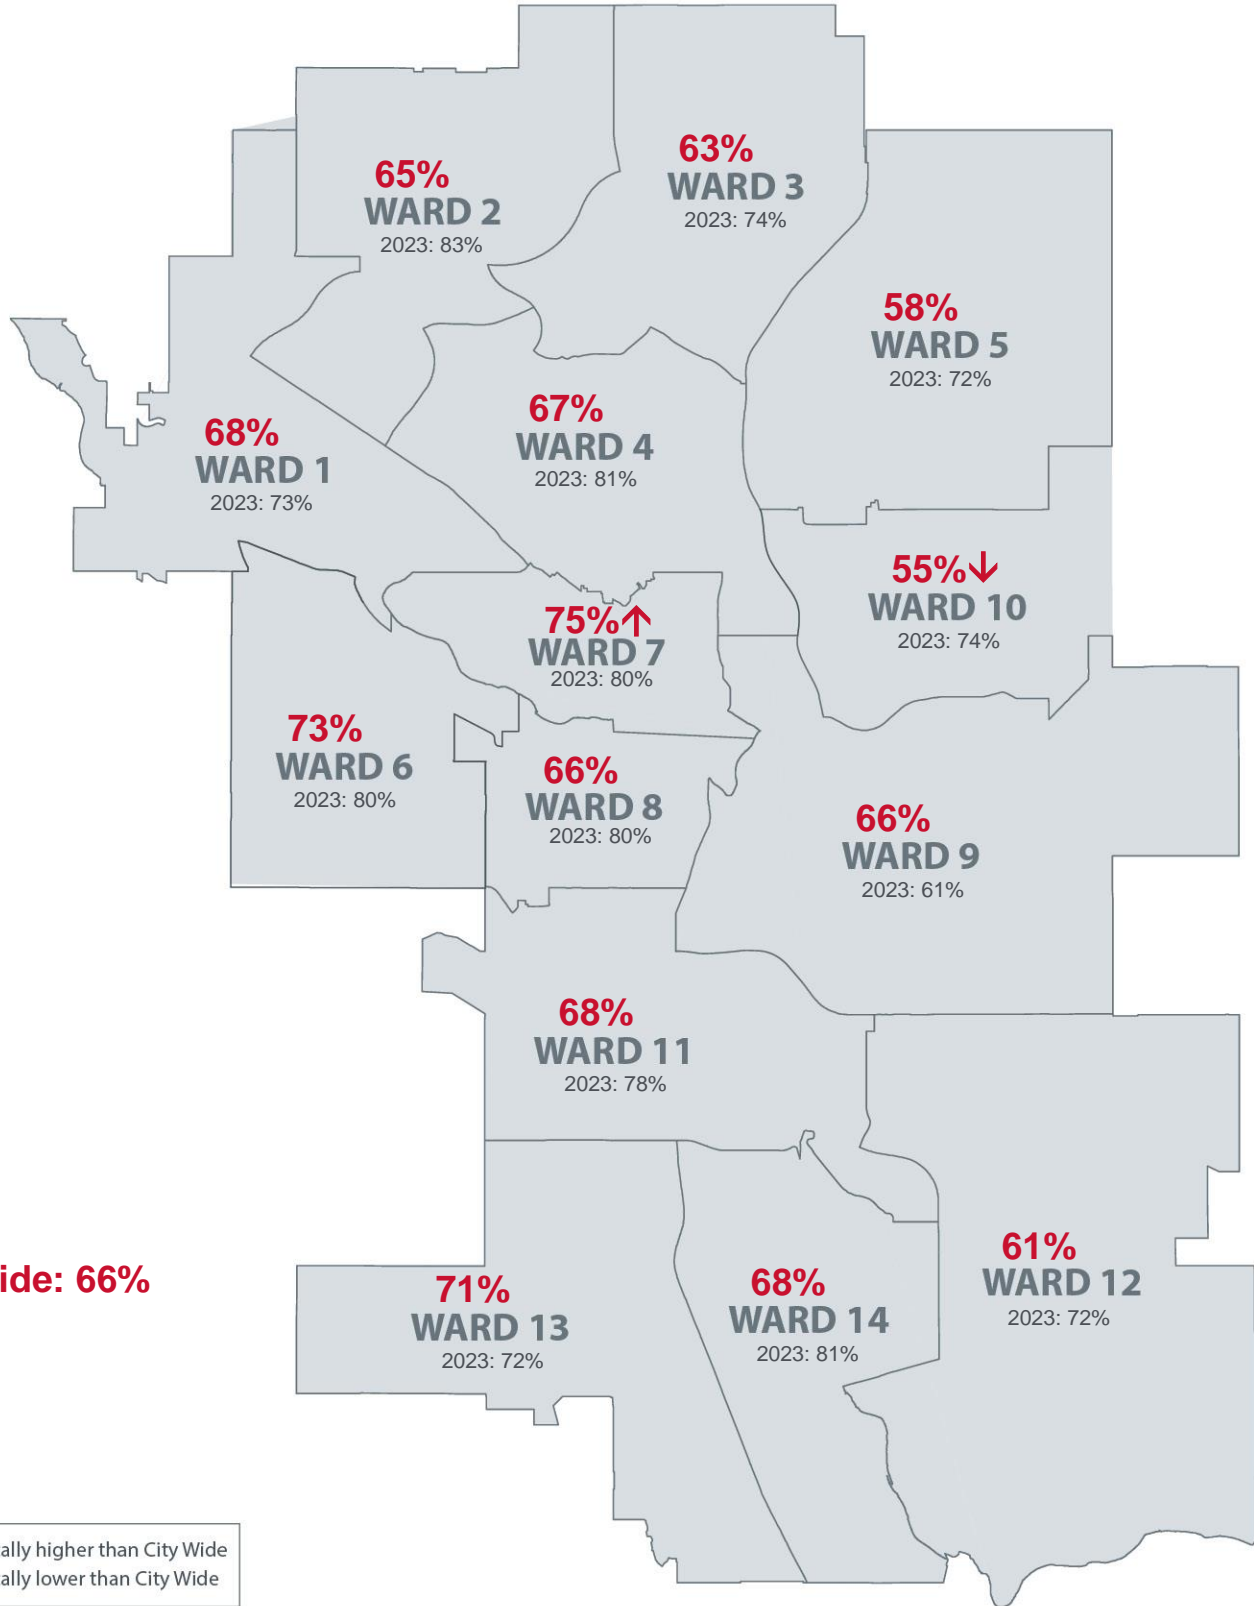 63%
WARD 3
2023: 74%
65%
WARD 2
2023: 83%
58%
WARD 5
2023: 72%
67%
WARD 4
2023: 81%
68%
WARD 1
2023: 73%
55%↓
WARD 10
2023: 74%
75%↑
WARD 7
2023: 80%
73%
WARD 6
2023: 80%
66%
WARD 8
2023: 80%
66%
WARD 9
2023: 61%
68%
WARD 11
2023: 78%
61%
WARD 12
2023: 72%
ide: 66%
71%
WARD 13
2023: 72%
68%
WARD 14
2023: 81%
ally higher than City Wide
ally lower than City Wide